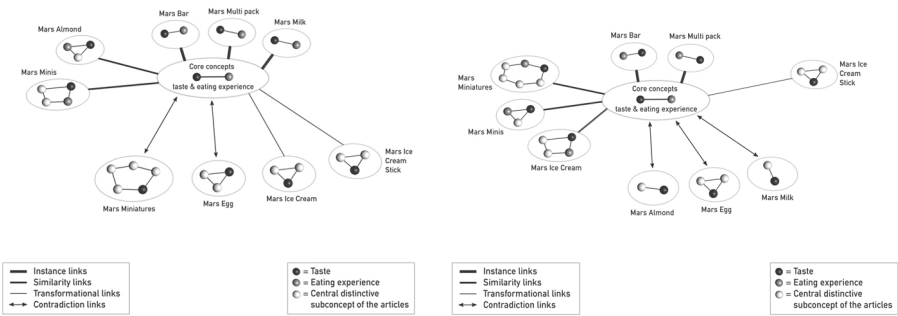 Mars Bar
Mars Multi pack
Mars Milk
Mars Almond
Mars Minis
Core concepts
taste & eating experience
Mars Ice
Cream
Stick
Mars Miniatures
Mars Egg
Mars Ice Cream
Instance links
Similarity links
Transformational links
Contradiction links
= Taste
= Eating experience
= Central distinctive
subconcept of the articles
Mars Bar
Mars Multi pack
Mars Ice
Cream
Stick
Mars
Miniatures
Core concepts
taste & eating experience
Mars Minis
Mars Ice Cream
Mars Almond
Mars Egg
Mars Milk
Instance links
Similarity links
Transformational links
Contradiction links
= Taste
= Eating experience
= Central distinctive
subconcept of the articles